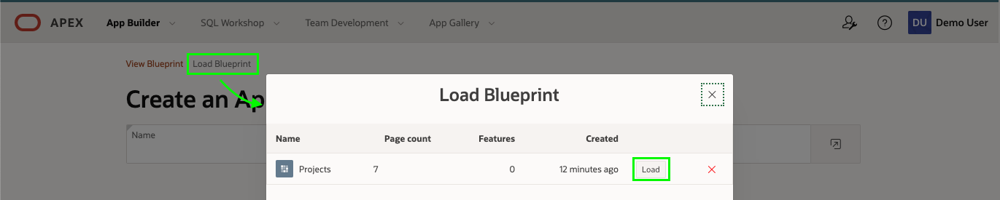 APEX App Builder SQL Workshop Team Development App Gallery DU Demo User
View Blueprint Load Blueprint
Create an Ap
Name
Load Blueprint
Name Page count Features Created
Projects 7 0 12 minutes ago Load